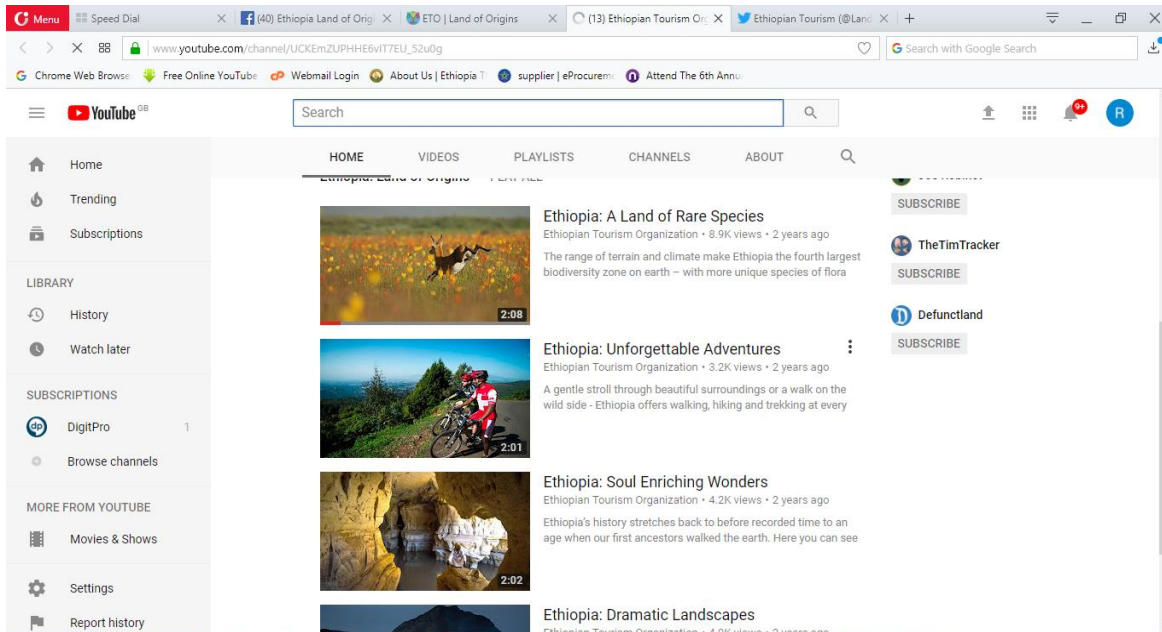 Menu
Speed Dial
(40) Ethiopia Land of Orig
ETO | Land of Origins
(13) Ethiopian Tourism Org
Ethiopian Tourism (@Land
www.youtube.com/channel/UCKEmZUPHHE6vIT7EU_52u0g
Search with Google Search
Chrome Web Browse
Free Online YouTube
Webmail Login
About Us | Ethiopia T
supplier | eProcurem
Attend The 6th Annu
YouTube GB
Search
9+
R
HOME
VIDEOS
PLAYLISTS
CHANNELS
ABOUT
Home
Trending
Subscriptions
LIBRARY
History
Watch later
SUBSCRIPTIONS
DigitPro 1
Browse channels
MORE FROM YOUTUBE
Movies & Shows
Settings
Report history
Ethiopia: Land of Origins PLAY ALL
2:08
Ethiopia: A Land of Rare Species
Ethiopian Tourism Organization • 8.9K views • 2 years ago
The range of terrain and climate make Ethiopia the fourth largest
biodiversity zone on earth – with more unique species of flora
2:01
Ethiopia: Unforgettable Adventures
Ethiopian Tourism Organization • 3.2K views • 2 years ago
A gentle stroll through beautiful surroundings or a walk on the
wild side - Ethiopia offers walking, hiking and trekking at every
2:02
Ethiopia: Soul Enriching Wonders
Ethiopian Tourism Organization • 4.2K views • 2 years ago
Ethiopia's history stretches back to before recorded time to an
age when our first ancestors walked the earth. Here you can see
Ethiopia: Dramatic Landscapes
Ethiopian Tourism Organization
views • 2 years ago
SUBSCRIBE
TheTimTracker
SUBSCRIBE
Defunctland
SUBSCRIBE